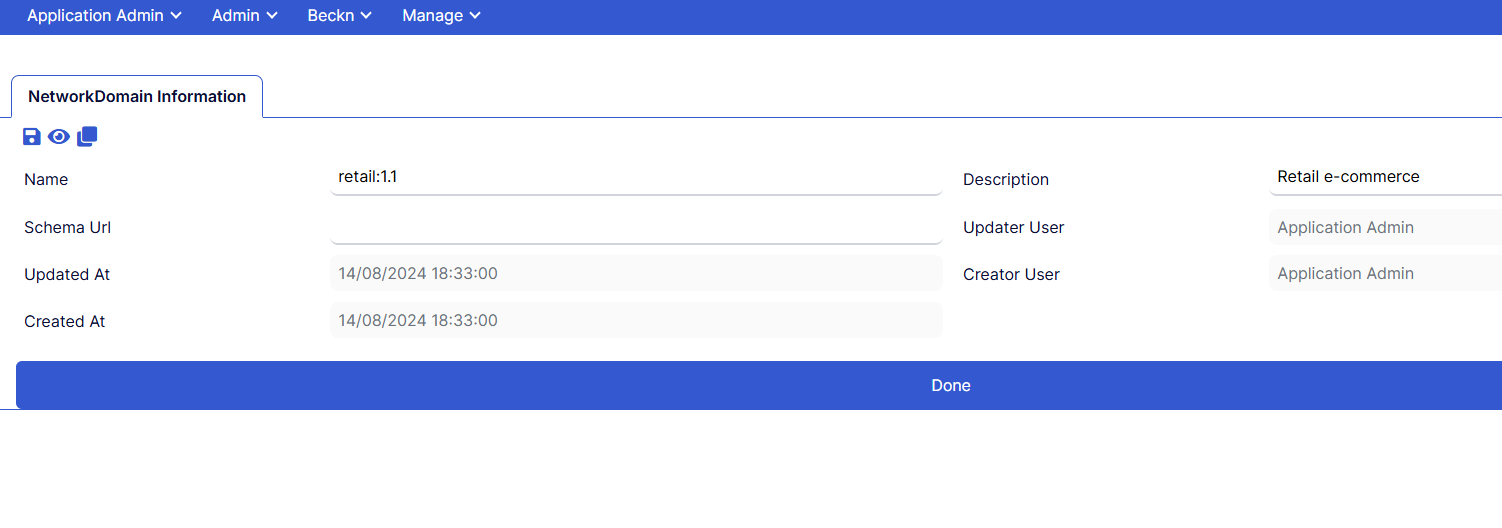 Application Admin Admin Beckn Manage
NetworkDomain Information
Name retail:1.1 Description Retail e-commerce
Schema Url Updater User Application Admin
Updated At 14/08/2024 18:33:00 Creator User Application Admin
Created At 14/08/2024 18:33:00
Done